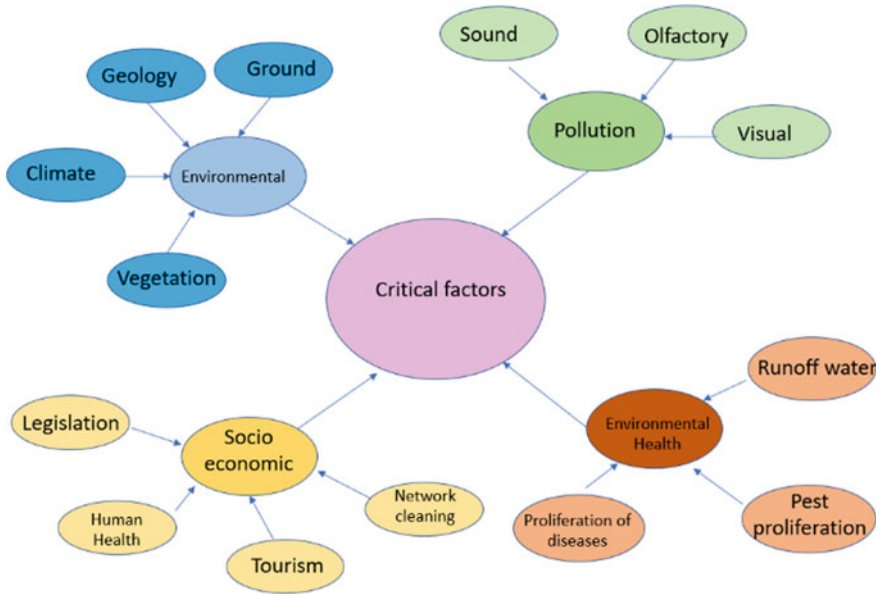 Sound
Olfactory
Geology
Ground
Pollution
Visual
Climate
Environmental
Vegetation
Critical factors
Runoff water
Legislation
Socio
economic
Environmental
Health
Network
cleaning
Pest
proliferation
Human
Health
Proliferation of
diseases
Tourism